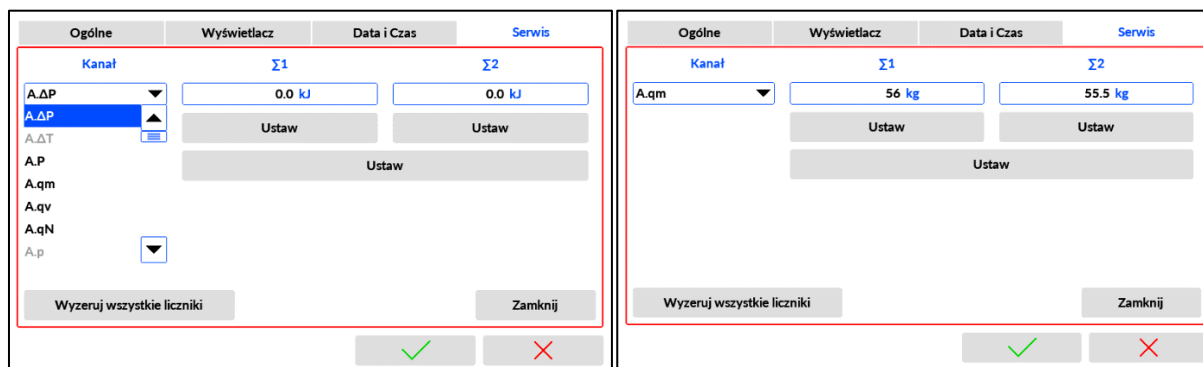 Ogólne Wyświetlacz Data i Czas Serwis
Kanał Σ1 Σ2
A.ΔP 0.0 kJ 0.0 kJ
A.ΔP
Ustaw Ustaw
A.ΔT
A.P Ustaw
A.qm
A.qv
A.qN
A.p
Wyzeruj wszystkie liczniki Zamknij
Ogólne Wyświetlacz Data i Czas Serwis
Kanał Σ1 Σ2
A.qm 56 kg 55.5 kg
Ustaw Ustaw
Ustaw
Wyzeruj wszystkie liczniki Zamknij